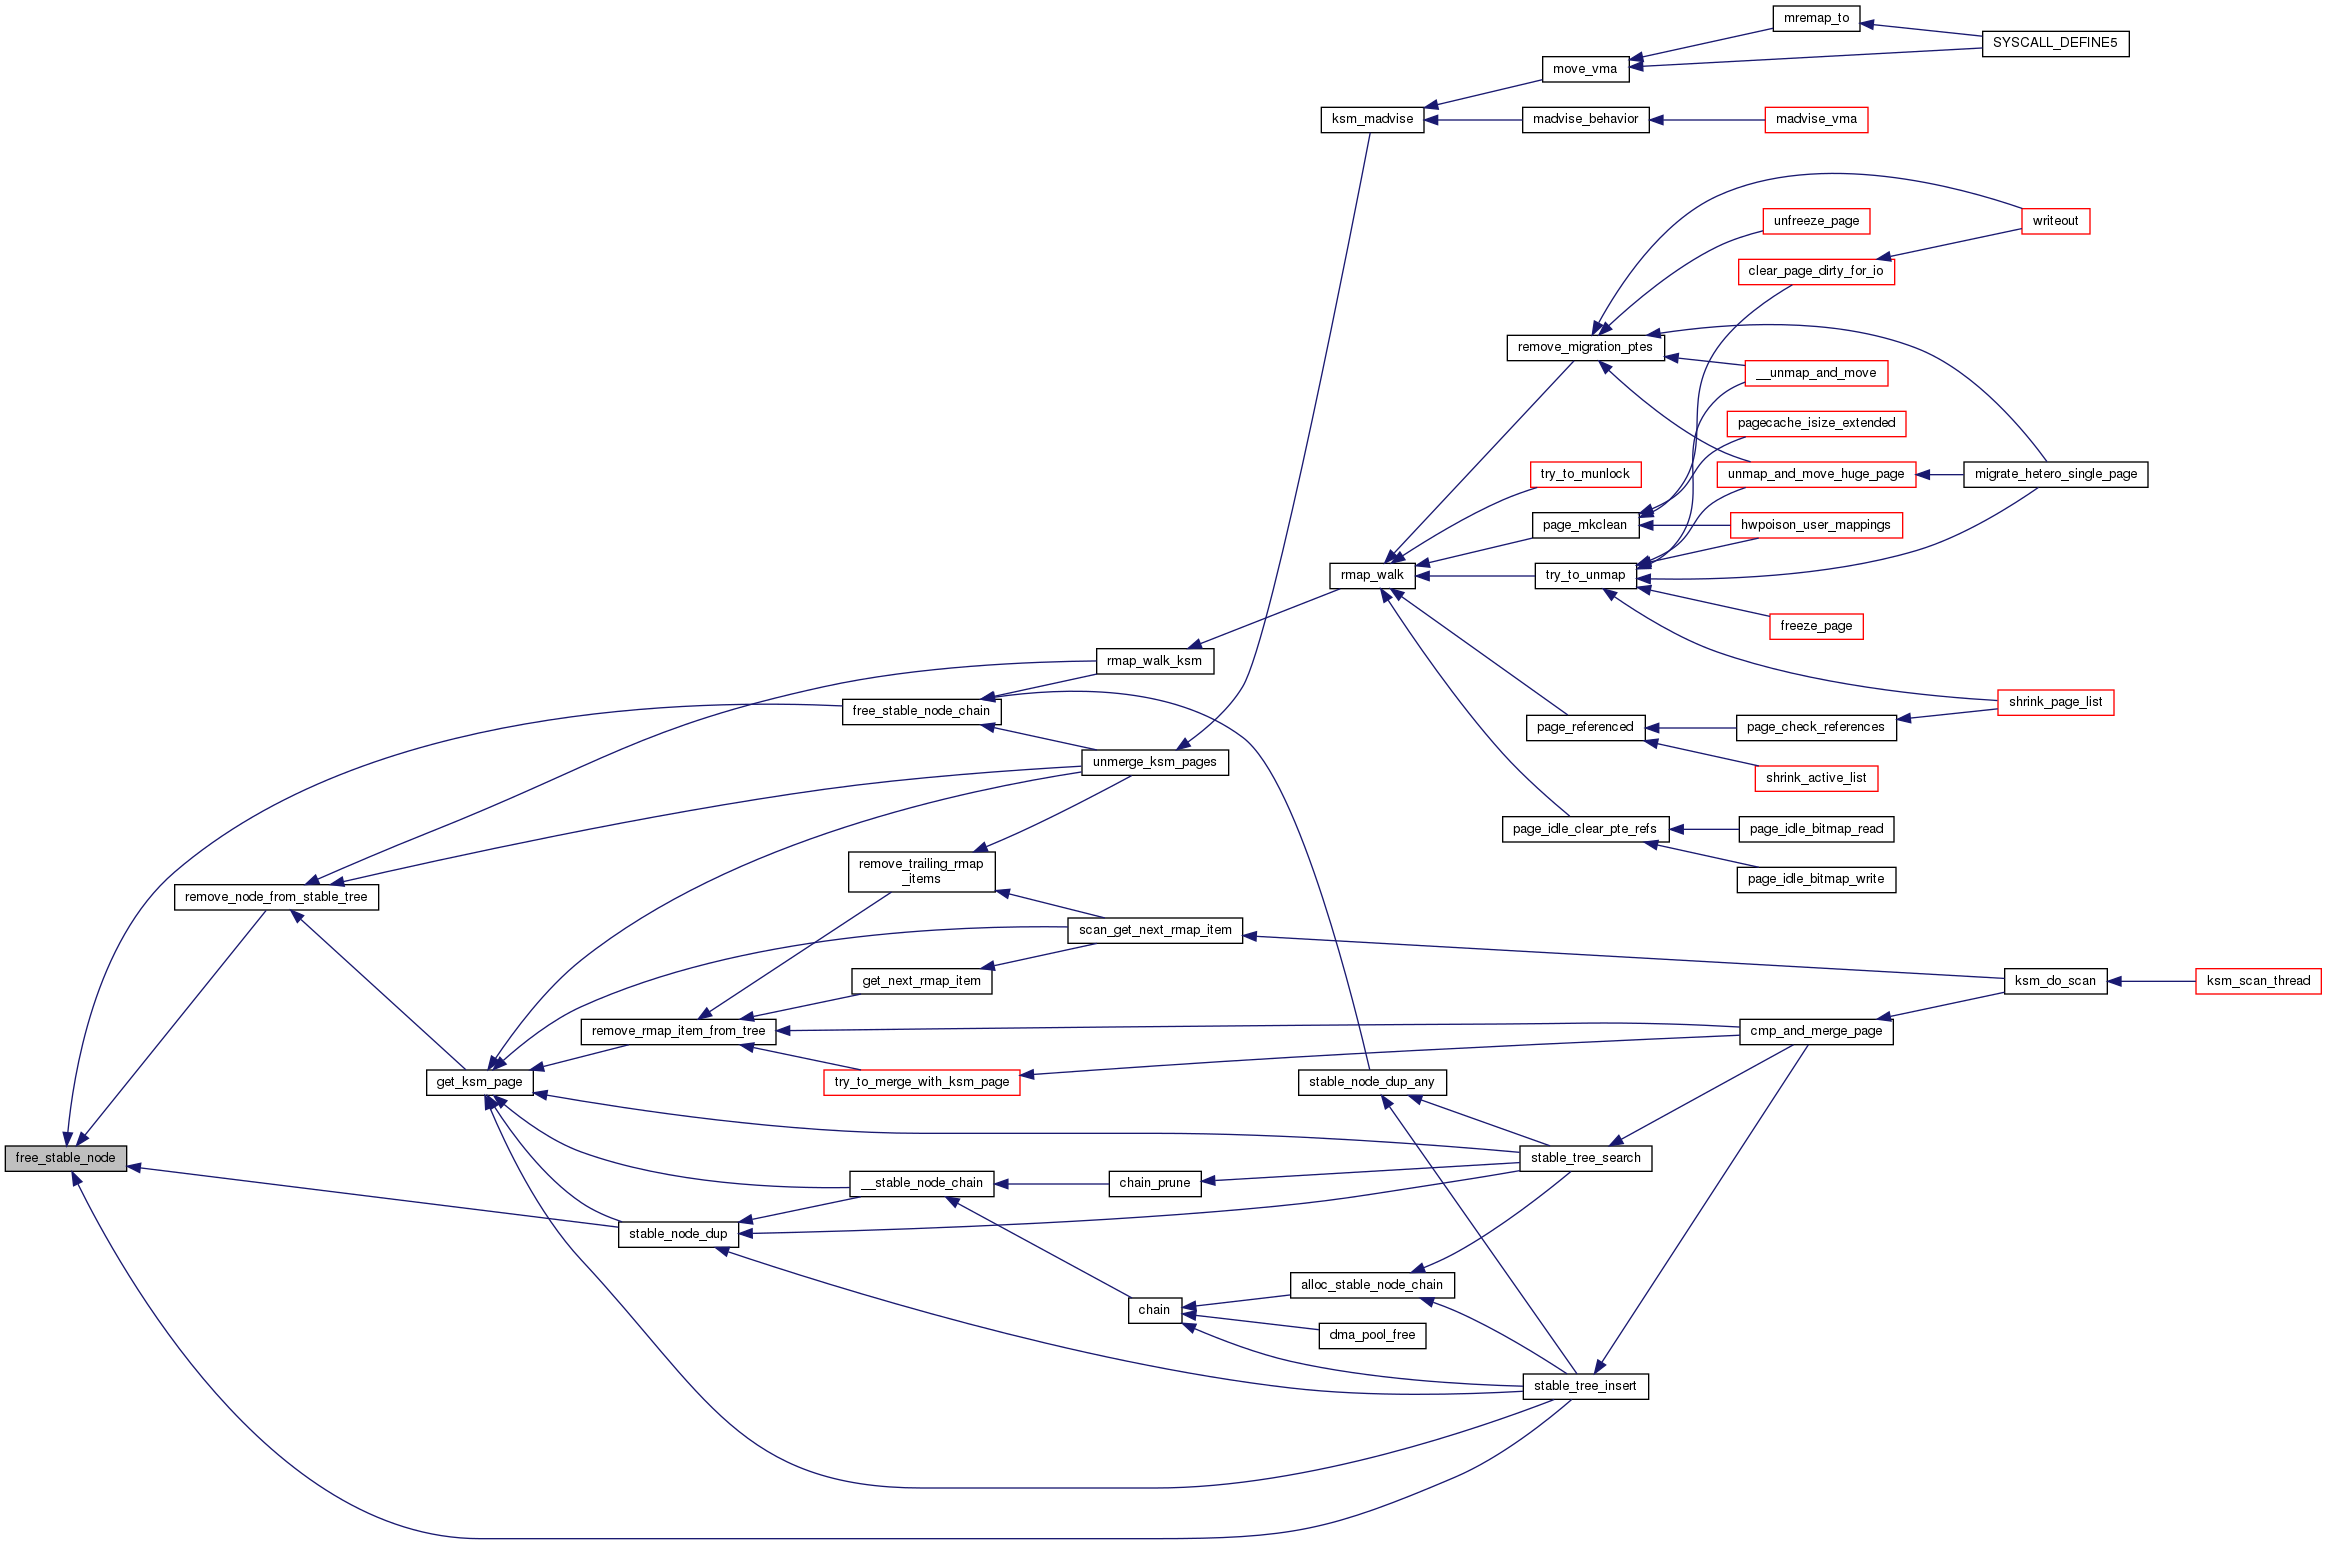 mremap_to
SYSCALL_DEFINE5
move_vma
ksm_madvise
madvise_behavior
madvise_vma
unfreeze_page
writeout
clear_page_dirty_for_io
remove_migration_ptes
__unmap_and_move
pagecache_isize_extended
try_to_munlock
unmap_and_move_huge_page
migrate_hetero_single_page
page_mkclean
hwpoison_user_mappings
rmap_walk
try_to_unmap
freeze_page
rmap_walk_ksm
free_stable_node_chain
shrink_page_list
page_referenced
page_check_references
unmerge_ksm_pages
shrink_active_list
page_idle_clear_pte_refs
page_idle_bitmap_read
remove_trailing_rmap
_items
page_idle_bitmap_write
remove_node_from_stable_tree
scan_get_next_rmap_item
get_next_rmap_item
ksm_do_scan
ksm_scan_thread
remove_rmap_item_from_tree
cmp_and_merge_page
get_ksm_page
try_to_merge_with_ksm_page
stable_node_dup_any
free_stable_node
stable_tree_search
__stable_node_chain
chain_prune
stable_node_dup
alloc_stable_node_chain
chain
dma_pool_free
stable_tree_insert